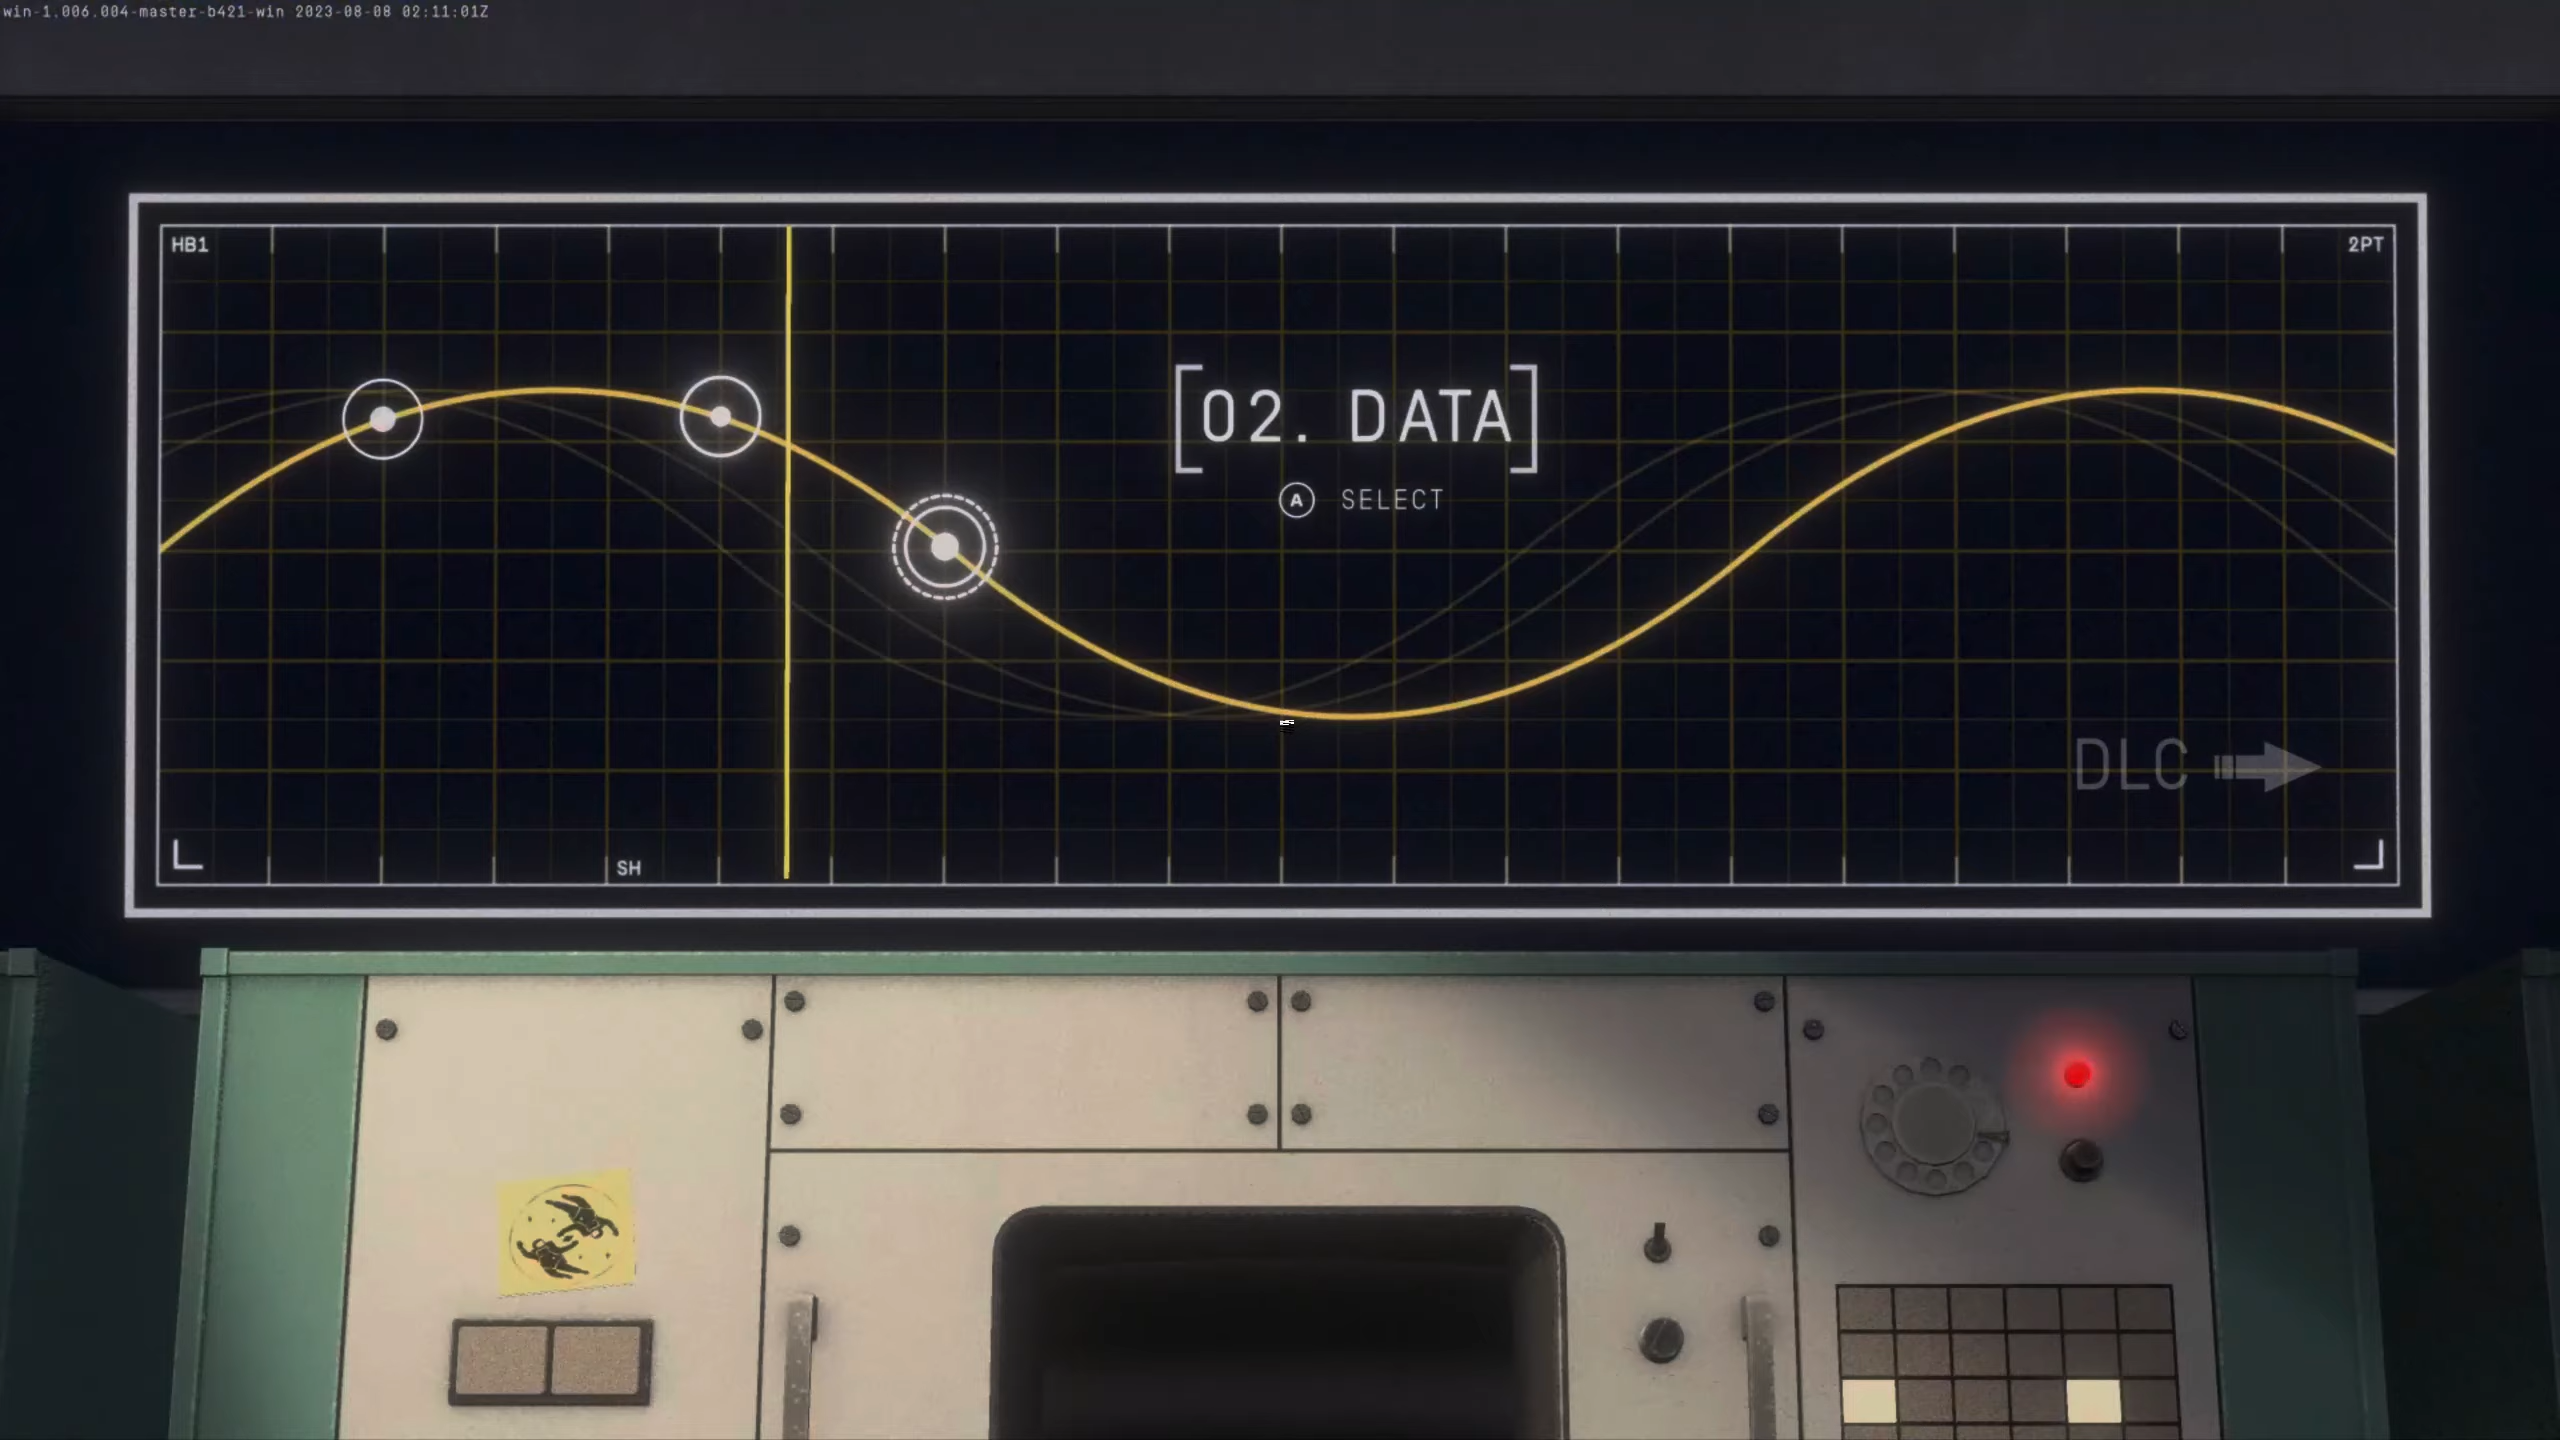 win-1.006.004-master-b421-win 2023-08-08 02:11:01Z
HB1
2PT
[02. DATA]
A SELECT
DLC
SH